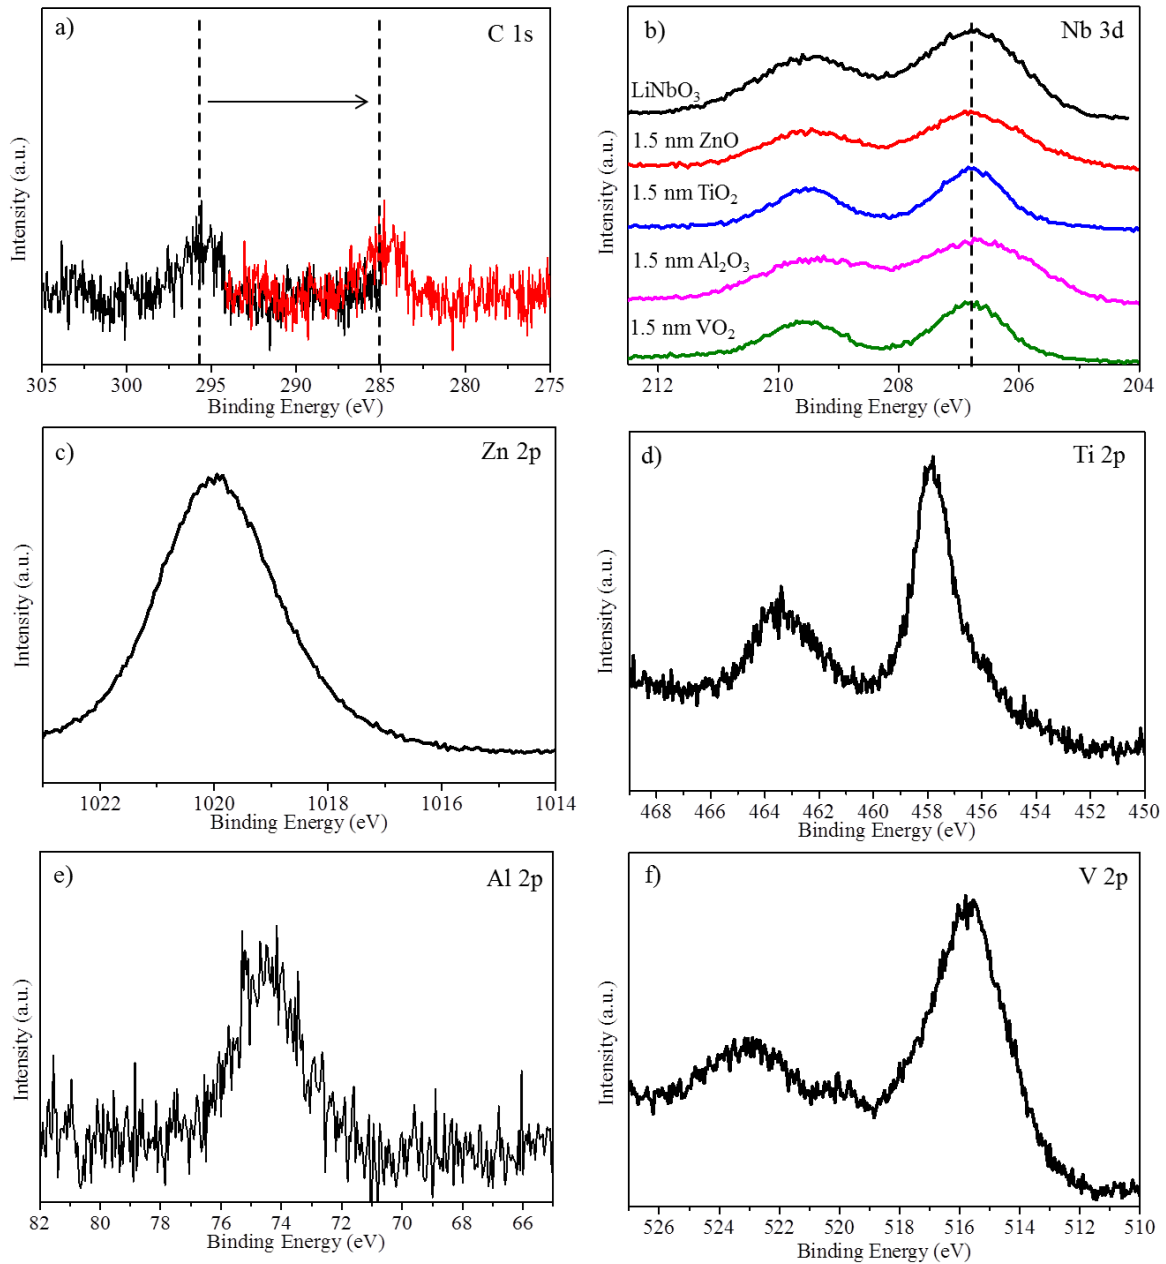 a)
C 1s
Intensity (a.u.)
305 300 295 290 285 280 275
Binding Energy (eV)
b)
Nb 3d
LiNbO₃
1.5 nm ZnO
1.5 nm TiO₂
1.5 nm Al₂O₃
1.5 nm VO₂
Intensity (a.u.)
212 210 208 206 204
Binding Energy (eV)
c)
Zn 2p
Intensity (a.u.)
1022 1020 1018 1016 1014
Binding Energy (eV)
d)
Ti 2p
Intensity (a.u.)
468 466 464 462 460 458 456 454 452 450
Binding Energy (eV)
e)
Al 2p
Intensity (a.u.)
82 80 78 76 74 72 70 68 66
Binding Energy (eV)
f)
V 2p
Intensity (a.u.)
526 524 522 520 518 516 514 512 510
Binding Energy (eV)